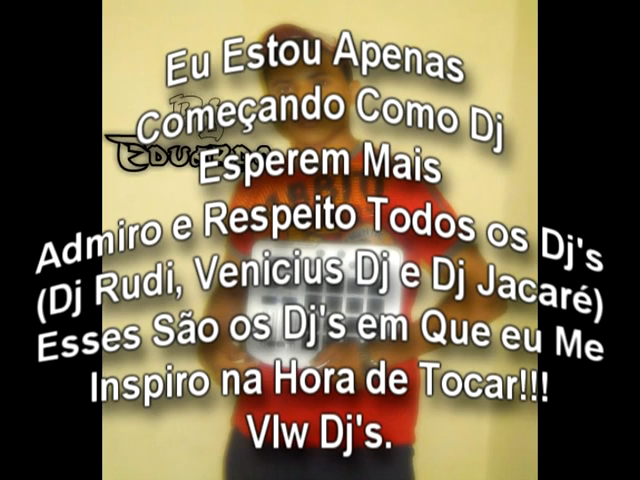 Eu Estou Apenas
Começando Como Dj
Esperem Mais
Admiro e Respeito Todos os Dj's
(Dj Rudi, Venicius Dj e Dj Jacaré)
Esses São os Dj's em Que eu Me
Inspiro na Hora de Tocar!!!
Vlw Dj's.